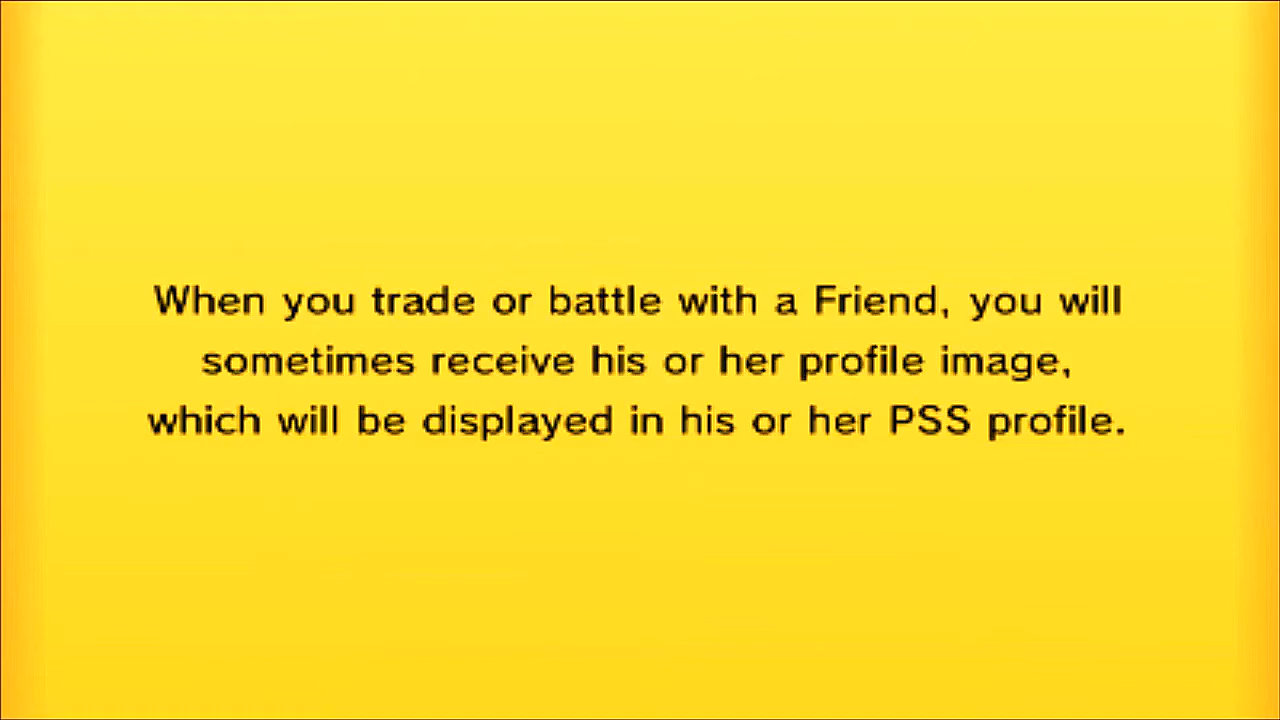 When you trade or battle with a Friend, you will
sometimes receive his or her profile image,
which will be displayed in his or her PSS profile.